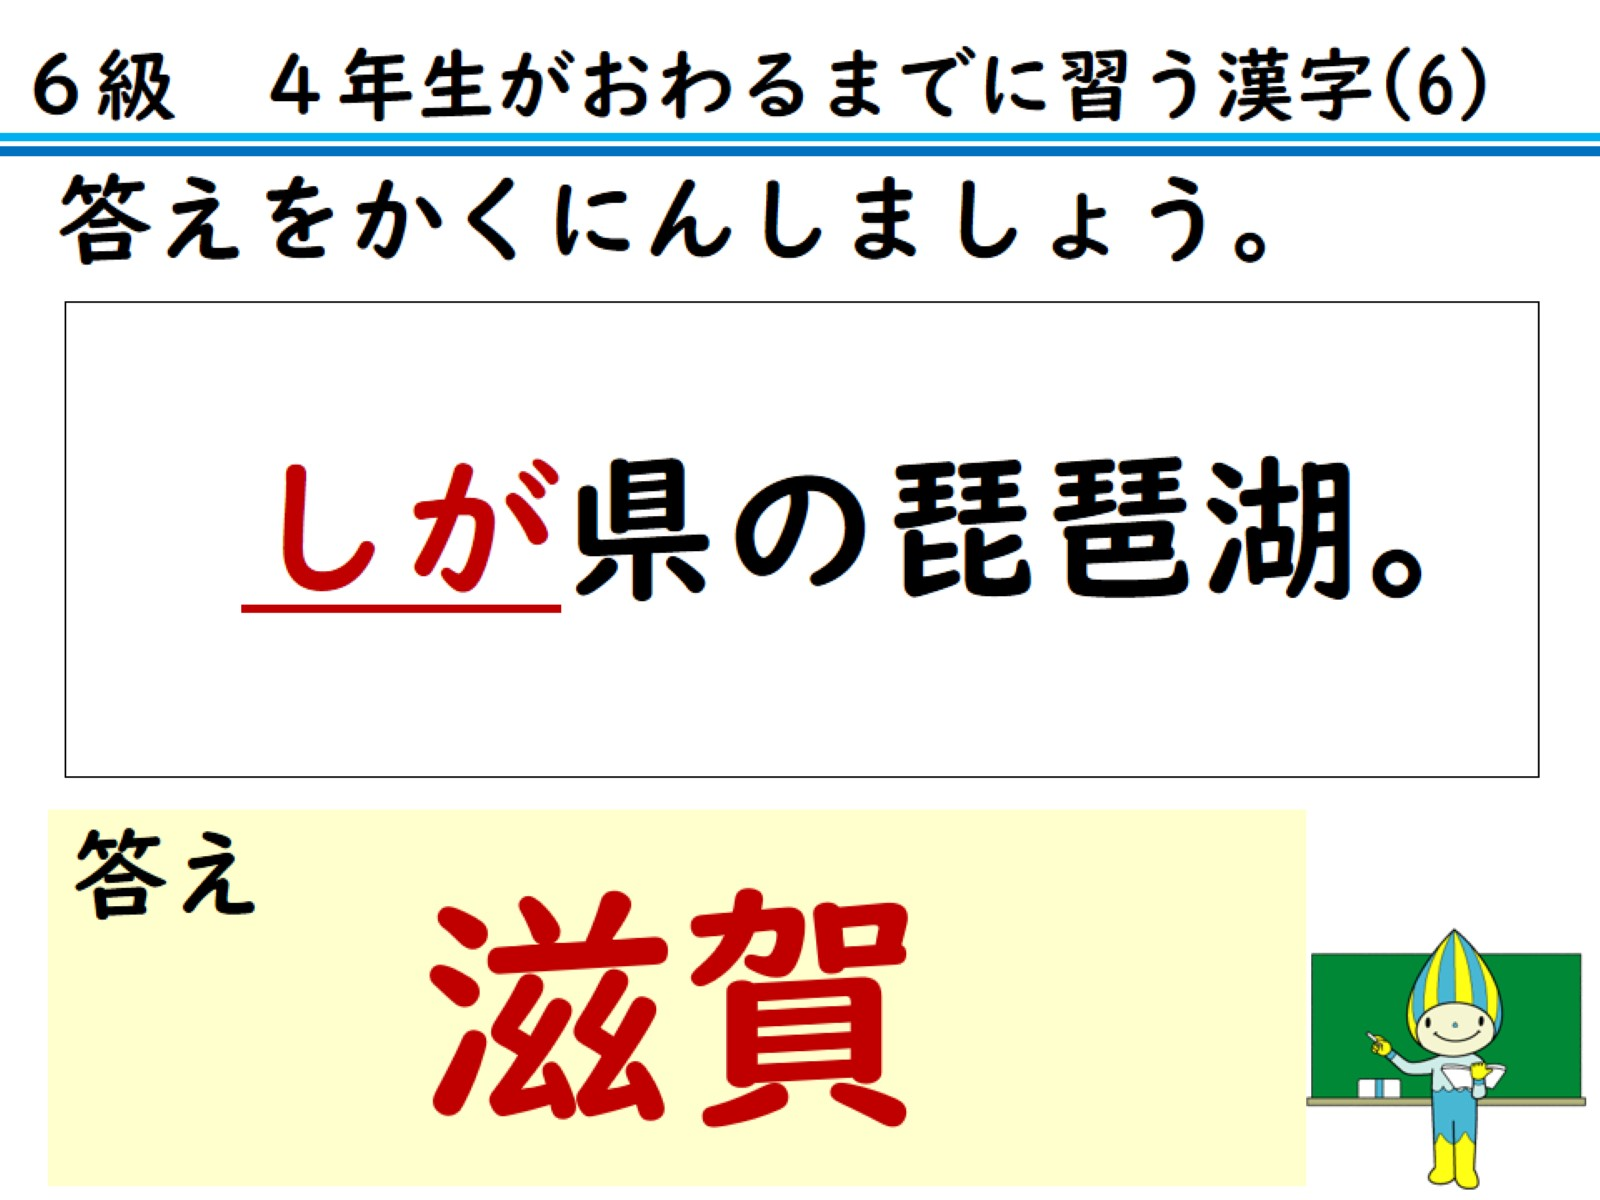 ６級　４年生がおわるまでに習う漢字(6)
答えをかくにんしましょう。
しが県の琵琶湖。
答え
滋賀